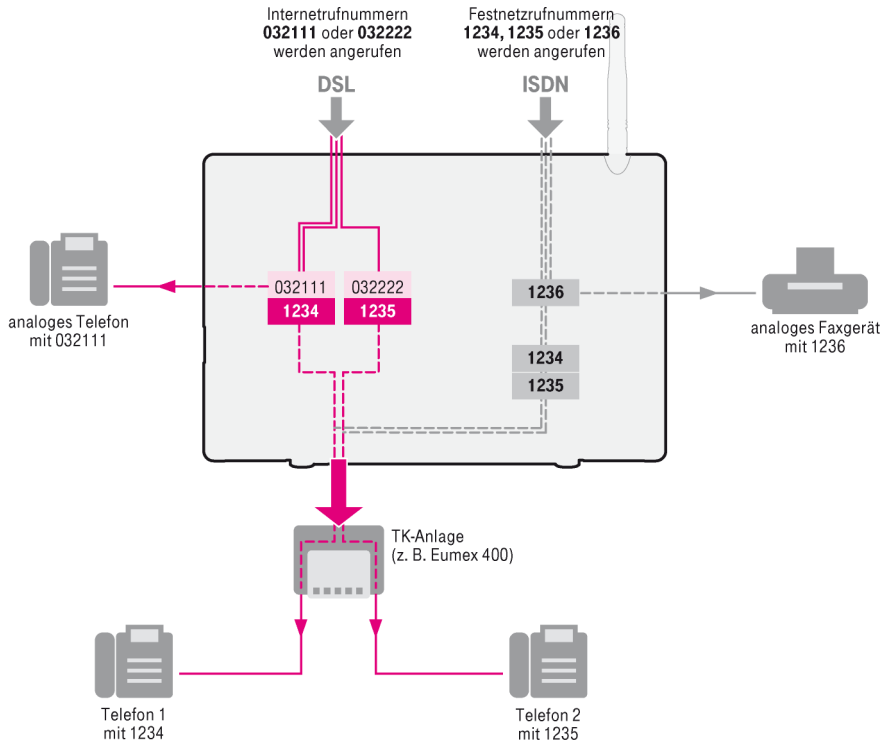 Internetrufnummern
032111 oder 032222
werden angerufen
Festnetzrufnummern
1234, 1235 oder 1236
werden angerufen
DSL
ISDN
032111
032222
1234
1235
1236
1234
1235
analoges Telefon
mit 032111
analoges Faxgerät
mit 1236
TK-Anlage
(z. B. Eumex 400)
Telefon 1
mit 1234
Telefon 2
mit 1235